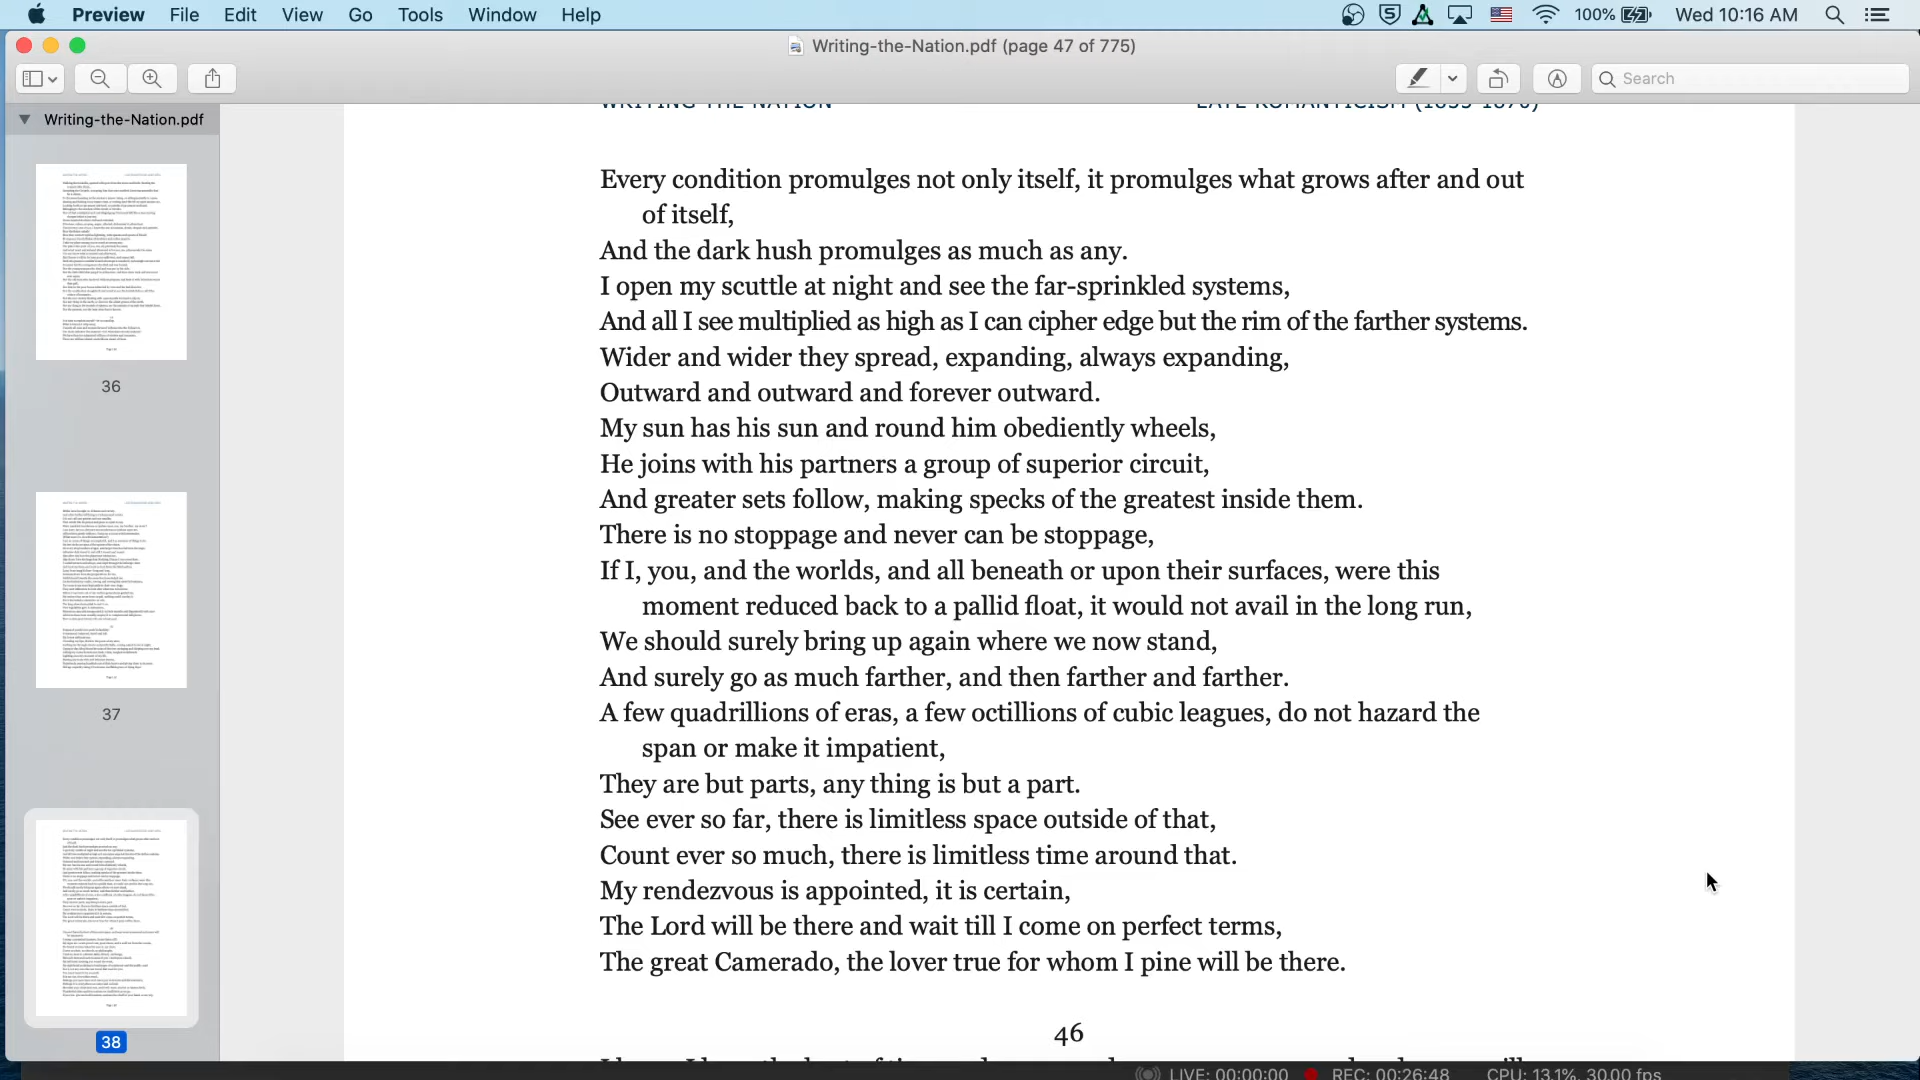 Preview File Edit View Go Tools Window Help 100% Wed 10:16 AM
Writing-the-Nation.pdf (page 47 of 775)
Search
Writing-the-Nation.pdf
36
37
38
WRITING THE NATION LATE ROMANTICISM (1855-1870)
Every condition promulges not only itself, it promulges what grows after and out
of itself,
And the dark hush promulges as much as any.
I open my scuttle at night and see the far-sprinkled systems,
And all I see multiplied as high as I can cipher edge but the rim of the farther systems.
Wider and wider they spread, expanding, always expanding,
Outward and outward and forever outward.
My sun has his sun and round him obediently wheels,
He joins with his partners a group of superior circuit,
And greater sets follow, making specks of the greatest inside them.
There is no stoppage and never can be stoppage,
If I, you, and the worlds, and all beneath or upon their surfaces, were this
moment reduced back to a pallid float, it would not avail in the long run,
We should surely bring up again where we now stand,
And surely go as much farther, and then farther and farther.
A few quadrillions of eras, a few octillions of cubic leagues, do not hazard the
span or make it impatient,
They are but parts, any thing is but a part.
See ever so far, there is limitless space outside of that,
Count ever so much, there is limitless time around that.
My rendezvous is appointed, it is certain,
The Lord will be there and wait till I come on perfect terms,
The great Camerado, the lover true for whom I pine will be there.
46
LIVE: 00:00:00 REC: 00:26:48 CPU: 13.1%, 30.00 fps